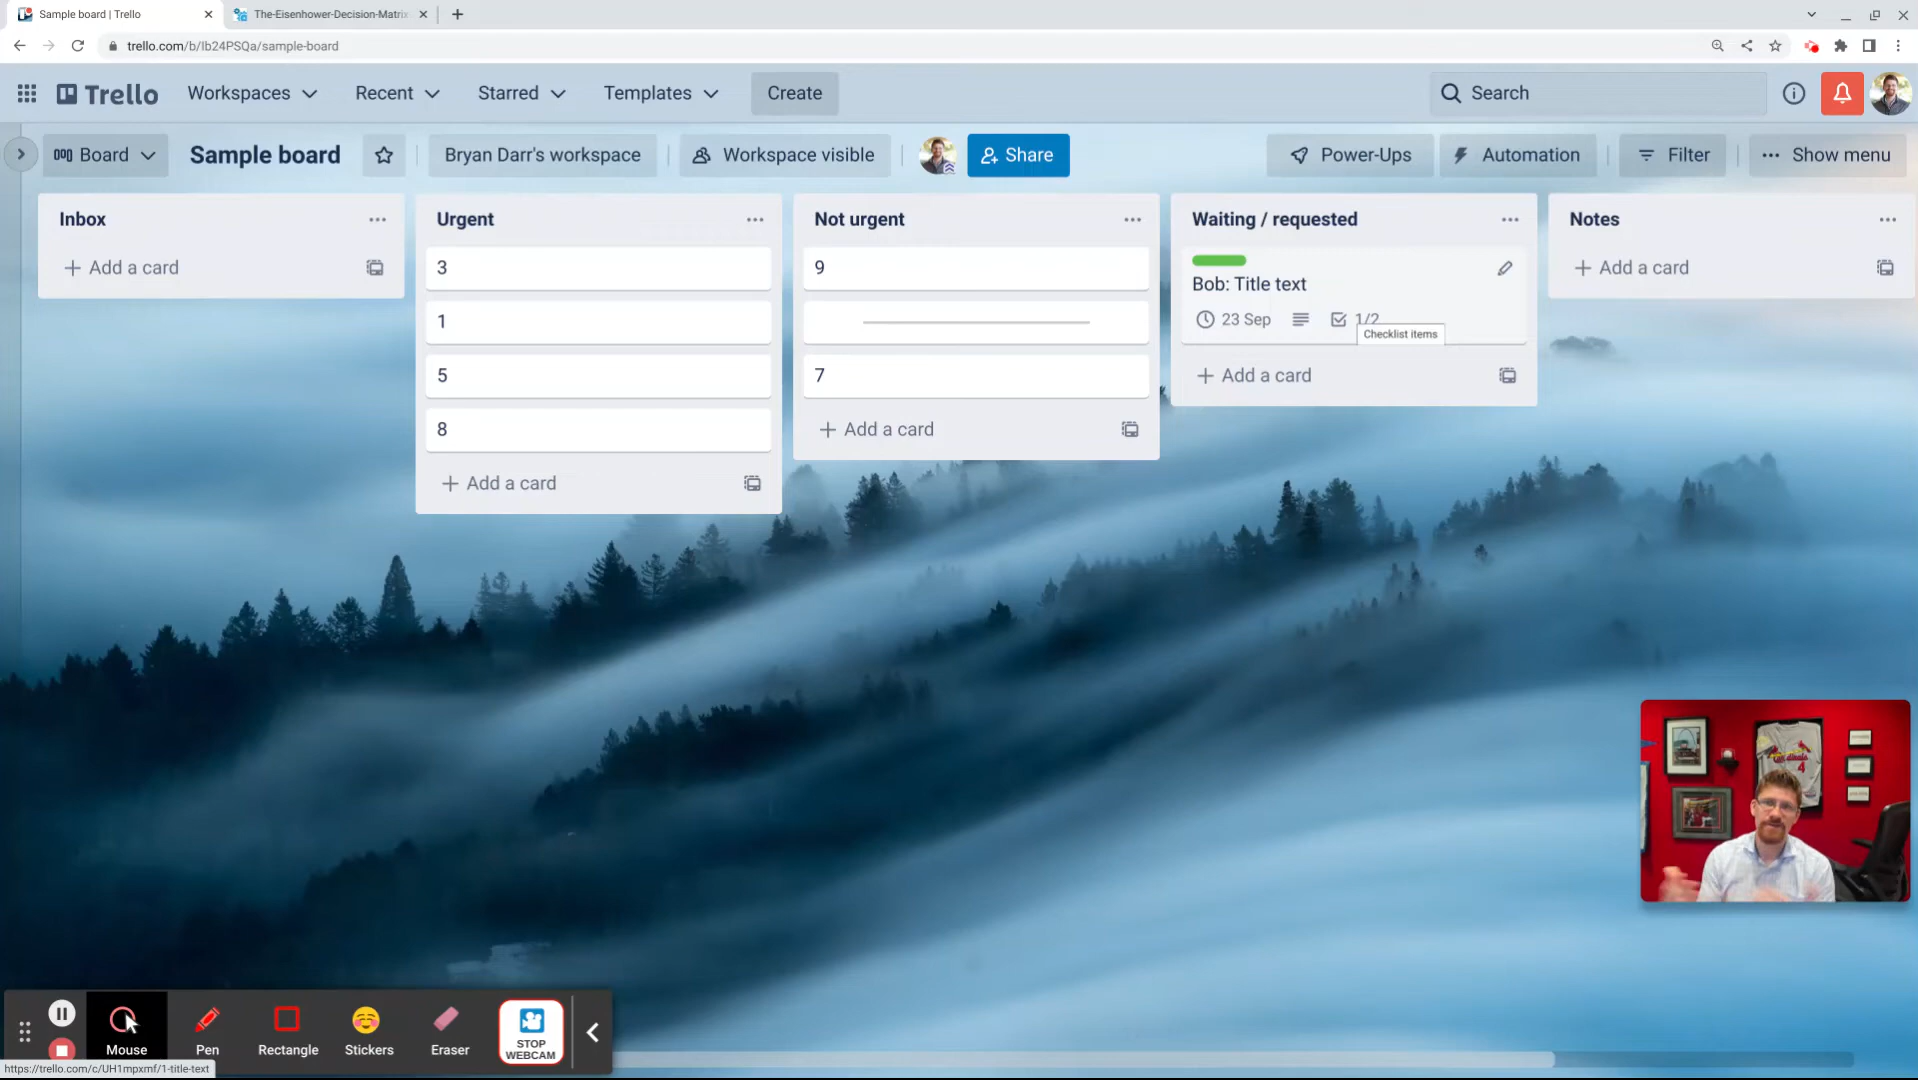 Sample board | Trello
The-Eisenhower-Decision-Matrix
trello.com/b/Ib24PSQa/sample-board
Trello
Workspaces
Recent
Starred
Templates
Create
Search
Board
Sample board
Bryan Darr's workspace
Workspace visible
Share
Power-Ups
Automation
Filter
Show menu
Inbox
Add a card
Urgent
3
1
5
8
Add a card
Not urgent
9
7
Add a card
Waiting / requested
Bob: Title text
23 Sep
1/2
Checklist items
Add a card
Notes
Add a card
Cardinals
4
Mouse
Pen
Rectangle
Stickers
Eraser
STOP
WEBCAM
https://trello.com/c/UH1mpxmf/1-title-text